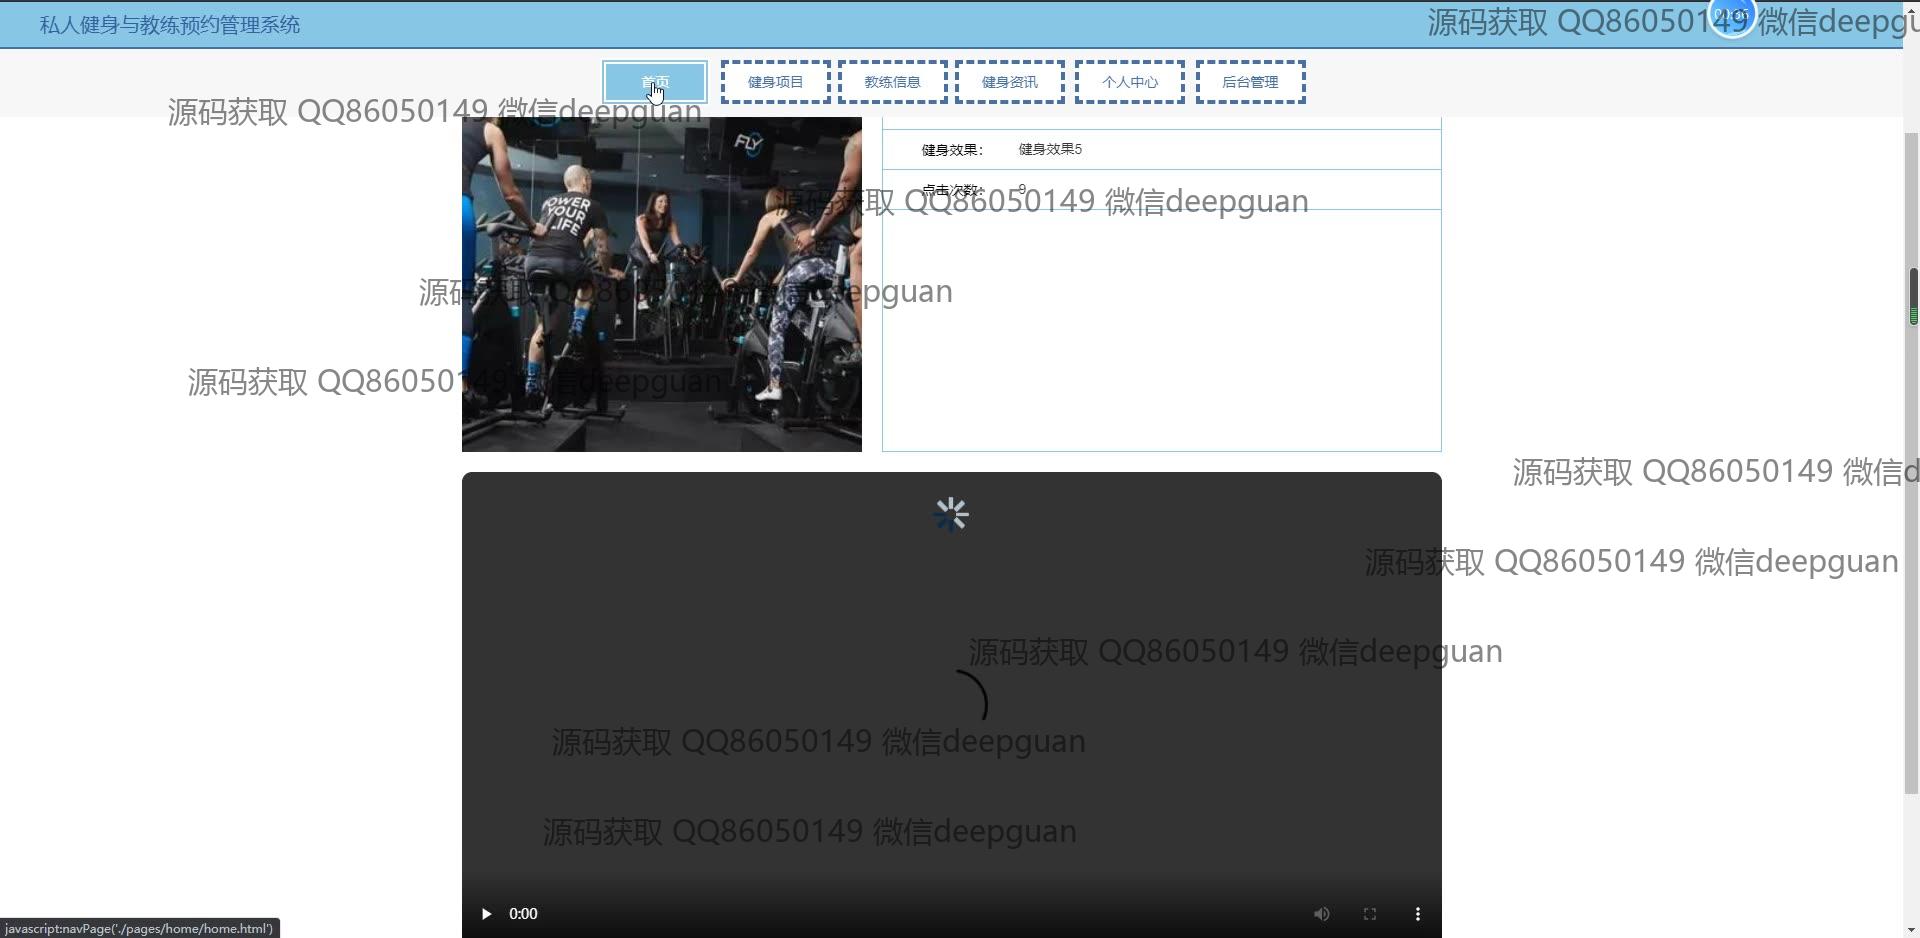 私人健身与教练预约管理系统
源码获取 QQ86050149 微信deepgu
00:36
首页
健身项目
教练信息
健身资讯
个人中心
后台管理
源码获取 QQ86050149 微信deepguan
FLY
健身效果： 健身效果5
点击次数： 9
源码获取 QQ86050149 微信deepguan
POWER
YOUR
LIFE
源码获取 QQ86050149 微信deepguan
源码获取 QQ86050149 微信deepguan
源码获取 QQ86050149 微信d
源码获取 QQ86050149 微信deepguan
源码获取 QQ86050149 微信deepguan
源码获取 QQ86050149 微信deepguan
源码获取 QQ86050149 微信deepguan
0:00
javascript:navPage('./pages/home/home.html')